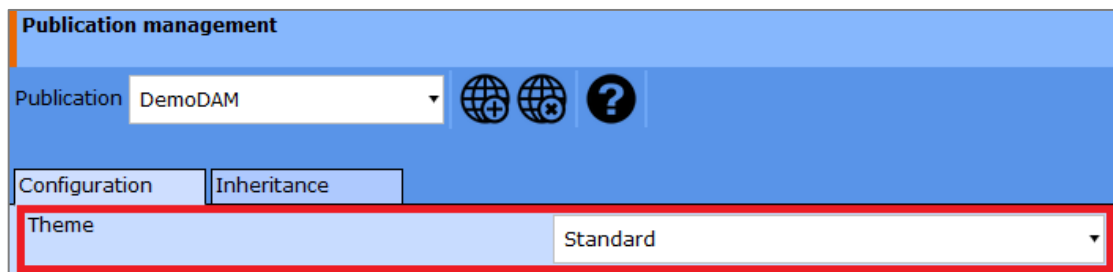 Publication management
Publication DemoDAM
?
Configuration Inheritance
Theme Standard